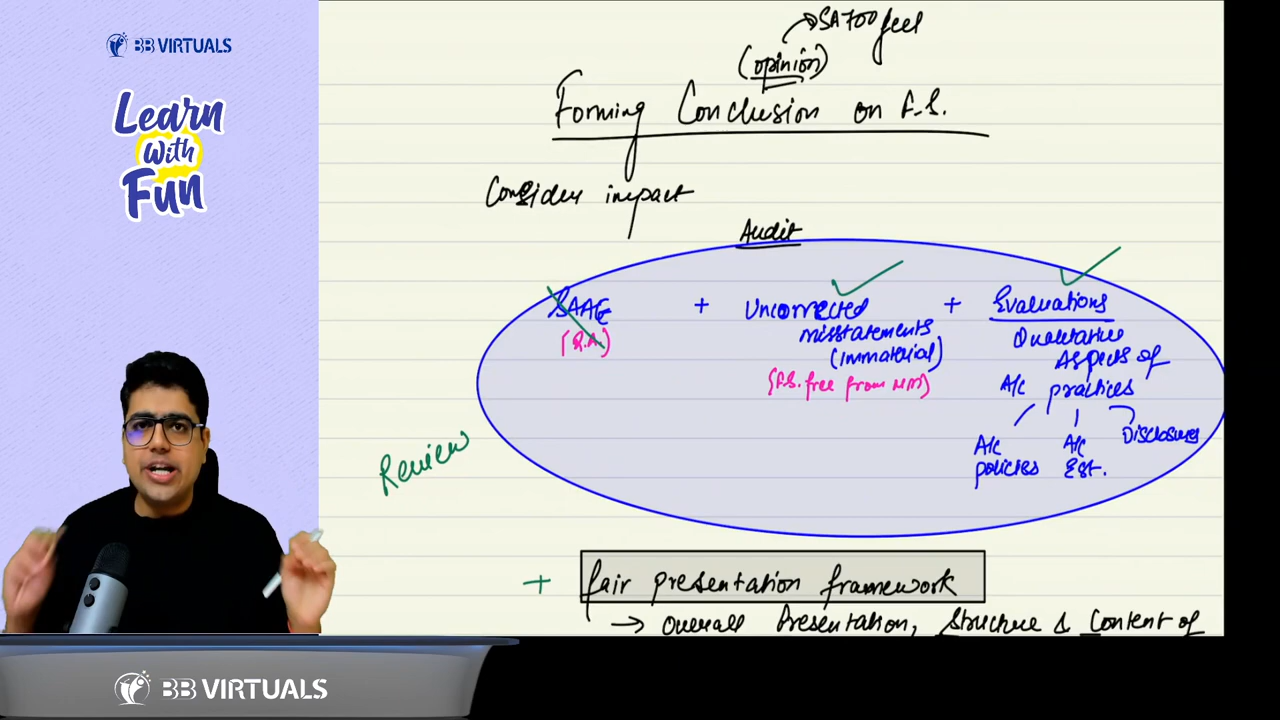 BB VIRTUALS
Learn
With
Fun
SA 700 feel
(opinion)
Forming Conclusion on F.S.
Consider impact
Audit
SAAE + Uncorrected + Evaluations
(R.A.) misstatements Qualitative
(immaterial) Aspects of
(F.S. free from MM) A/c practices
A/c A/c Disclosures
policies Est.
Review
+ fair presentation framework
→ Overall Presentation, Structure & Content of
BB VIRTUALS